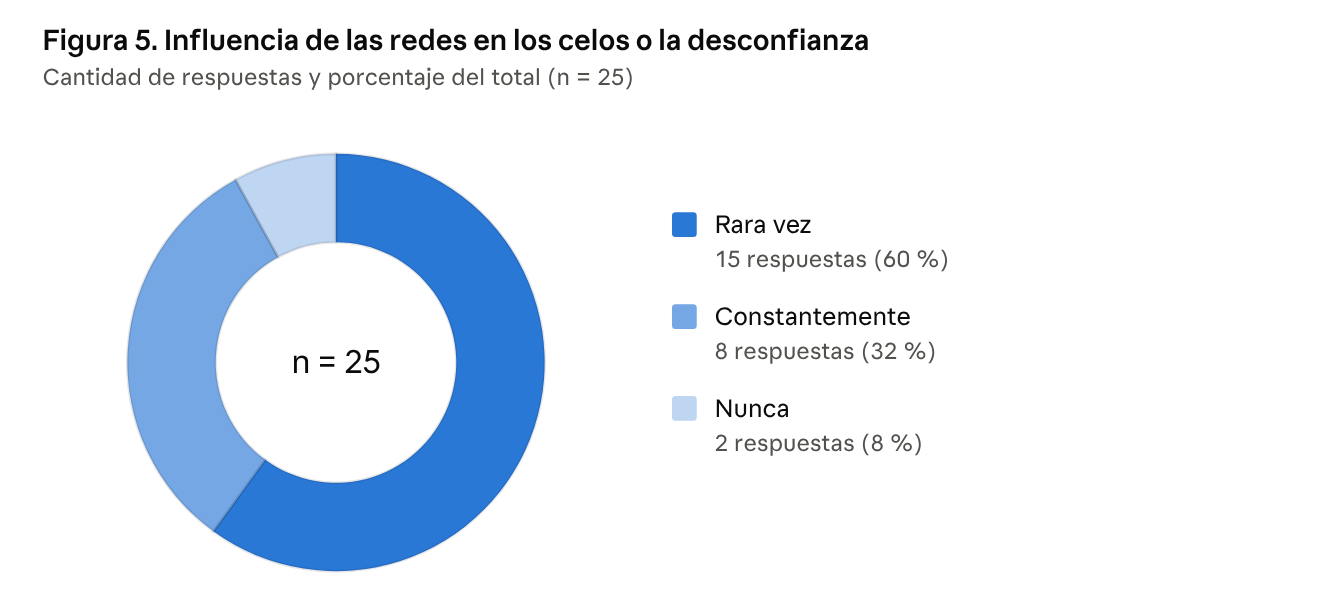 Figura 5. Influencia de las redes en los celos o la desconfianza
Cantidad de respuestas y porcentaje del total (n = 25)
n = 25
Rara vez
15 respuestas (60 %)
Constantemente
8 respuestas (32 %)
Nunca
2 respuestas (8 %)